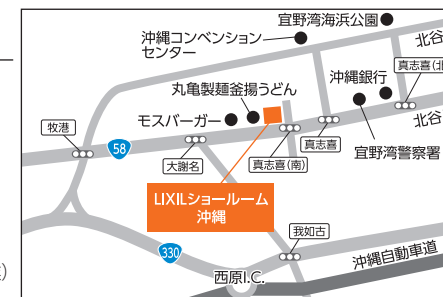 宜野湾海浜公園
沖縄コンベンション
センター
北谷
真志喜(北
丸亀製麺釜揚うどん
沖縄銀行
モスバーガー
牧港
58
大謝名
真志喜(南)
真志喜
宜野湾警察署
北谷
LIXILショールーム
沖縄
我如古
330
西原I.C.
沖縄自動車道
)